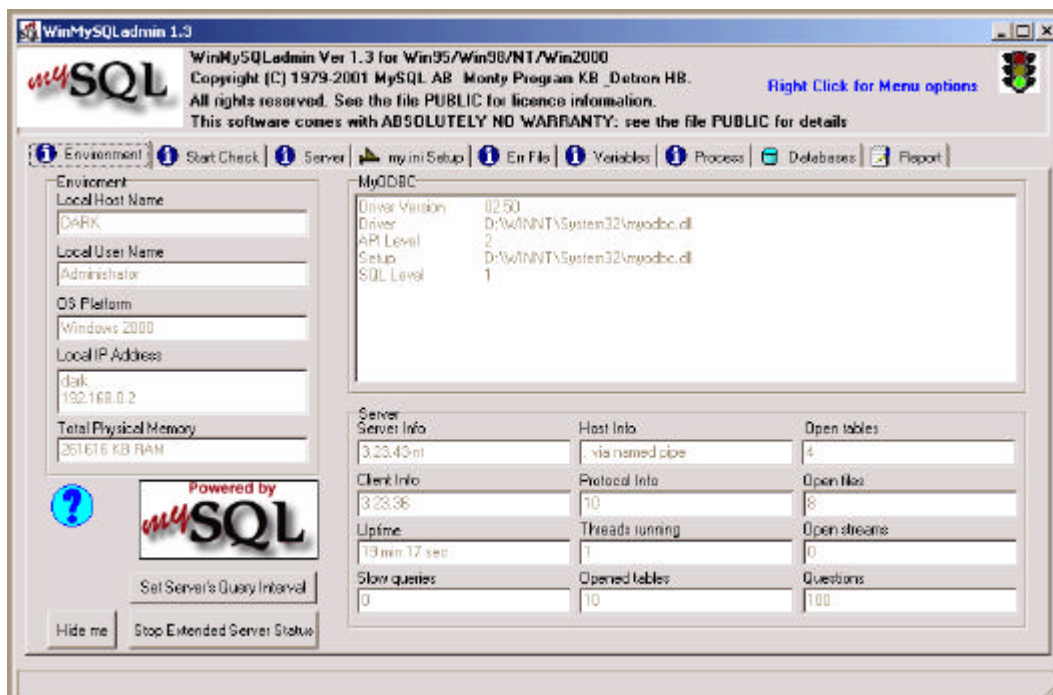 WinMySQLadmin 1.3
mySQL
WinMySQLadmin Ver 1.3 for Win95/Win98/NT/Win2000
Copyright (C) 1979-2001 MySQL AB Monty Program KB _Detron HB.
All rights reserved. See the file PUBLIC for licence information.
This software comes with ABSOLUTELY NO WARRANTY: see the file PUBLIC for details
Right Click for Menu options
Environment Start Check Server my.ini Setup Err File Variables Process Databases Report
Enviroment
Local Host Name
DARK
Local User Name
Administrator
OS Platform
Windows 2000
Local IP Address
dark
192.168.0.2
Total Physical Memory
261616 KB RAM
MyODBC
Driver Version 02.50
Driver D:\WINNT\System32\myodbc.dll
API Level 2
Setup D:\WINNT\System32\myodbc.dll
SQL Level 1
Server
Server Info Host Info Open tables
3.23.43-nt . via named pipe 4
Client Info Protocol Info Open files
3.23.36 10 8
Uptime Threads running Open streams
19 min 17 sec 1 0
Slow queries Opened tables Questions
0 10 180
?
Powered by
mySQL
Set Server's Query Interval
Hide me Stop Extended Server Status